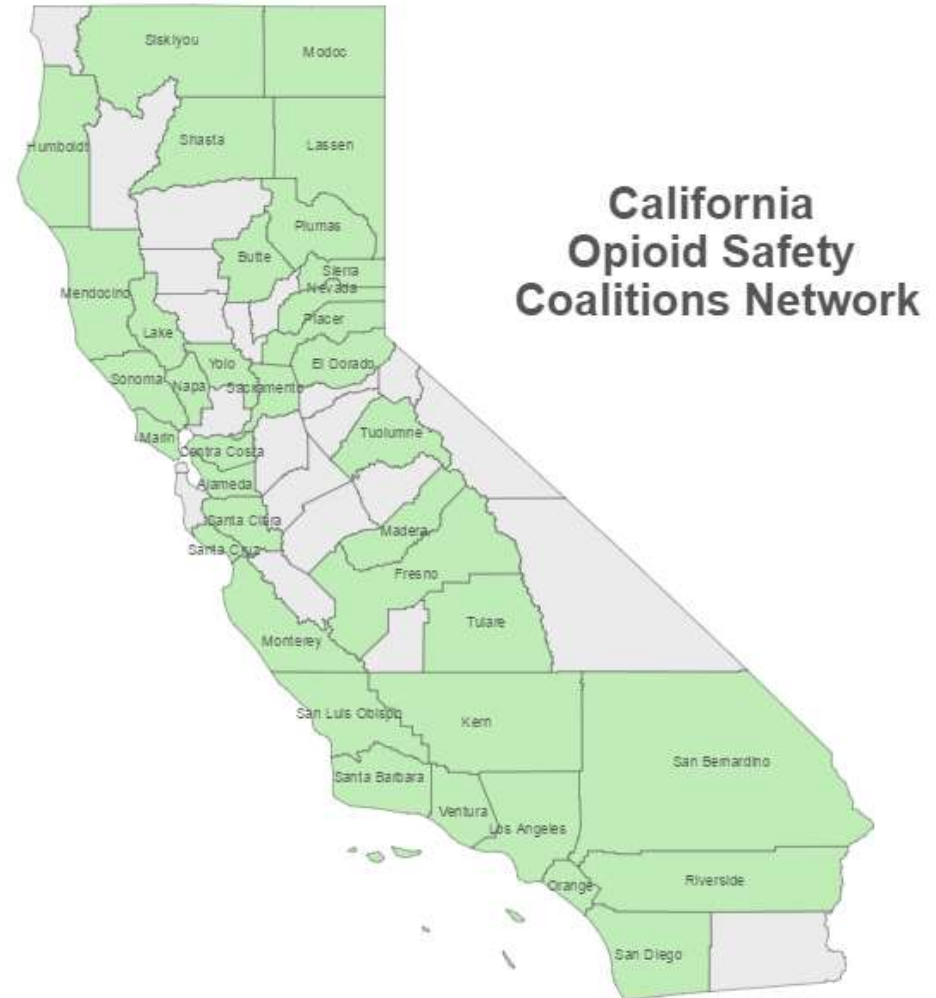 Siskiyou
Modoc
Humboldt
Shasta
Lassen
Plumas
Butte
Sierra
Nevada
Mendocino
Placer
Lake
El Dorado
Yolo
Sonoma
Napa
Sacramento
Marin
Tuolumne
Contra Costa
Alameda
Santa Clara
Madera
Santa Cruz
Fresno
Tulare
Monterey
San Luis Obispo
Kern
San Bernardino
Santa Barbara
Ventura
Los Angeles
Orange
Riverside
San Diego
California
Opioid Safety
Coalitions Network